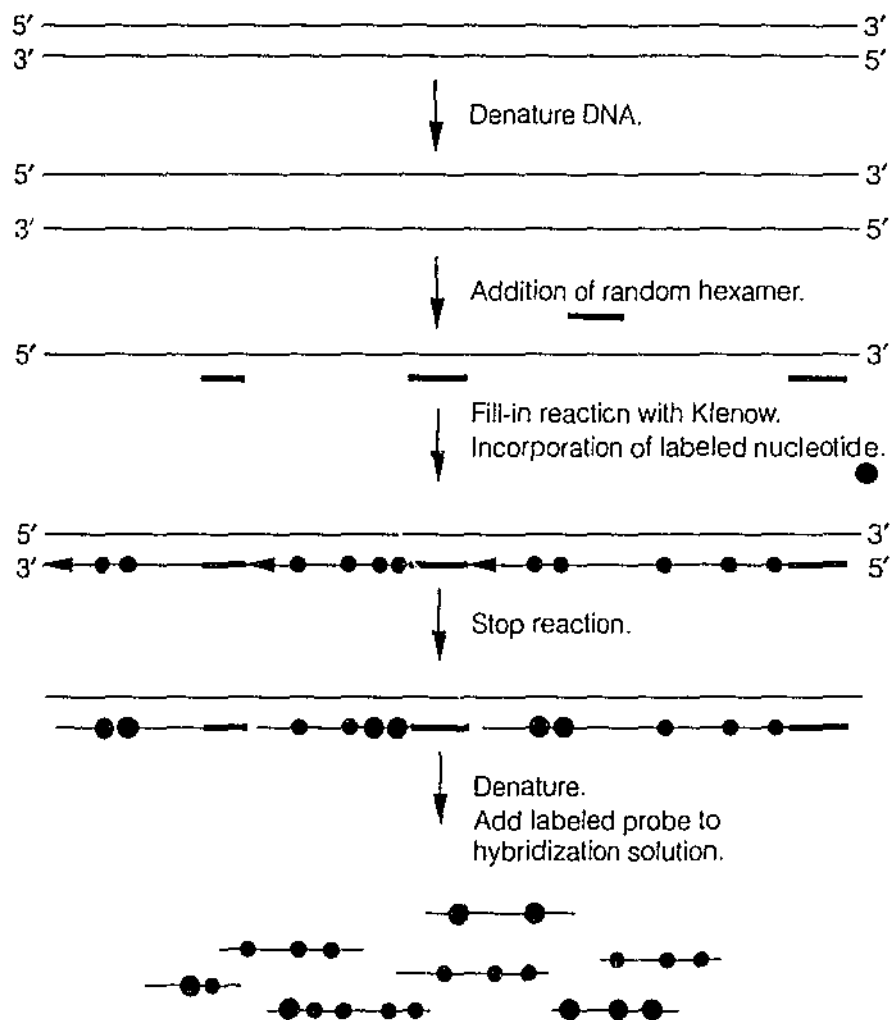 5′ 3′
3′ 5′
Denature DNA.
5′ 3′
3′ 5′
Addition of random hexamer.
5′ 3′
Fill-in reaction with Klenow.
Incorporation of labeled nucleotide.
5′ 3′
3′ 5′
Stop reaction.
Denature.
Add labeled probe to
hybridization solution.